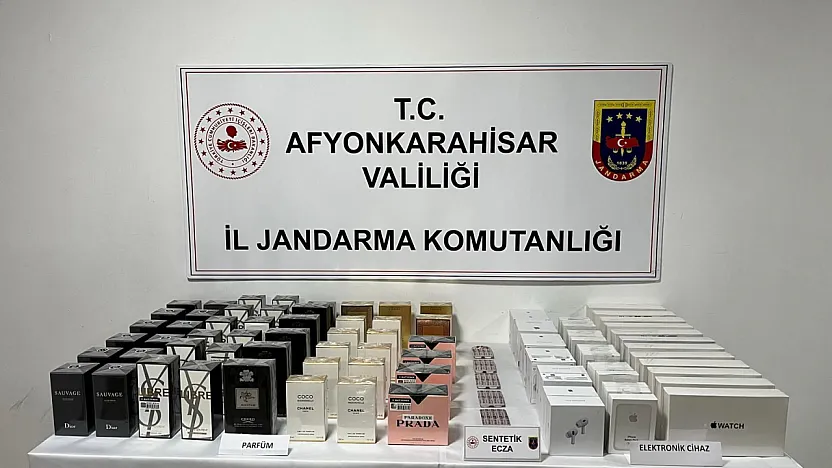 T.C.
AFYONKARAHİSAR
VALİLİĞİ
İL JANDARMA KOMUTANLIĞI
JANDARMA
1839
SAUVAGE
Dior
SAUVAGE
Dior
COCO
CHANEL
COCO
CHANEL
PARADOXE
PRADA
WATCH
PARFÜM
SENTETİK
ECZA
ELEKTRONİK CİHAZ